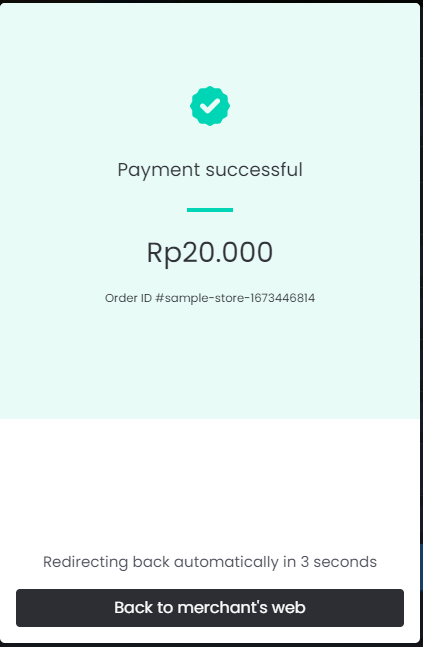 Payment successful
Rp20.000
Order ID #sample-store-1673446814
Redirecting back automatically in 3 seconds
Back to merchant's web